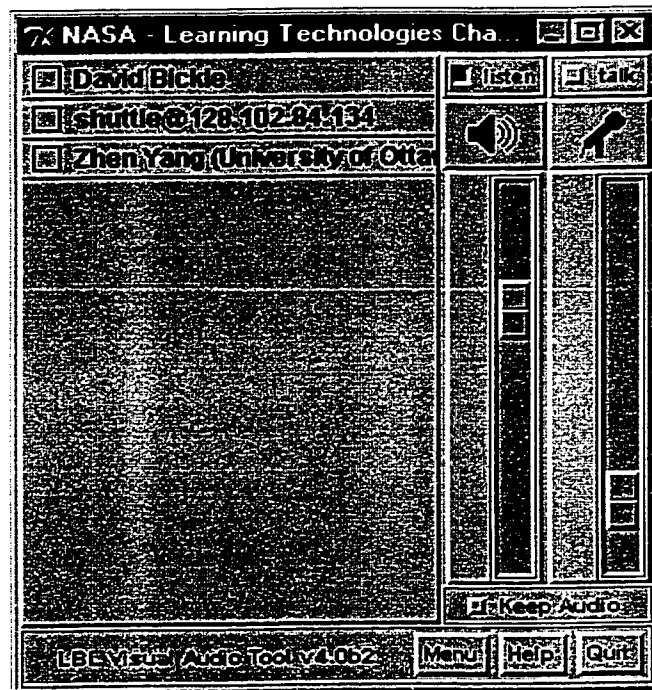 NASA - Learning Technologies Cha...
David Bickle
shuttle@128.102.84.134
Zhen Yang (University of Otta
listen
talk
Keep Audio
LBL Visual Audio Tool v4.0b2
Menu
Help
Quit